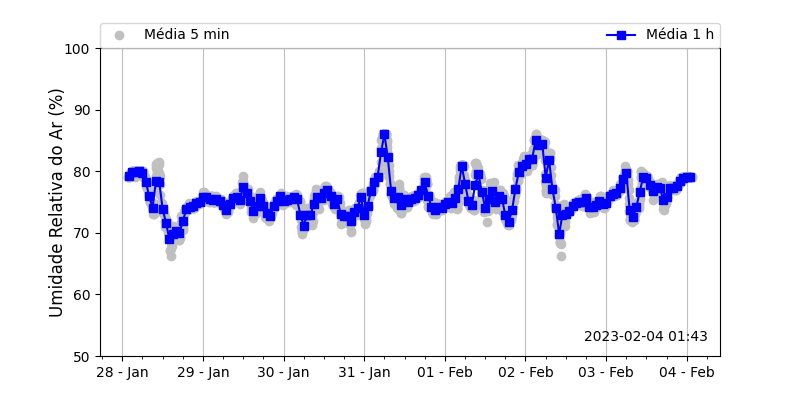 Média 5 min Média 1 h
Umidade Relativa do Ar (%)
100
90
80
70
60
50
2023-02-04 01:43
28 - Jan 29 - Jan 30 - Jan 31 - Jan 01 - Feb 02 - Feb 03 - Feb 04 - Feb